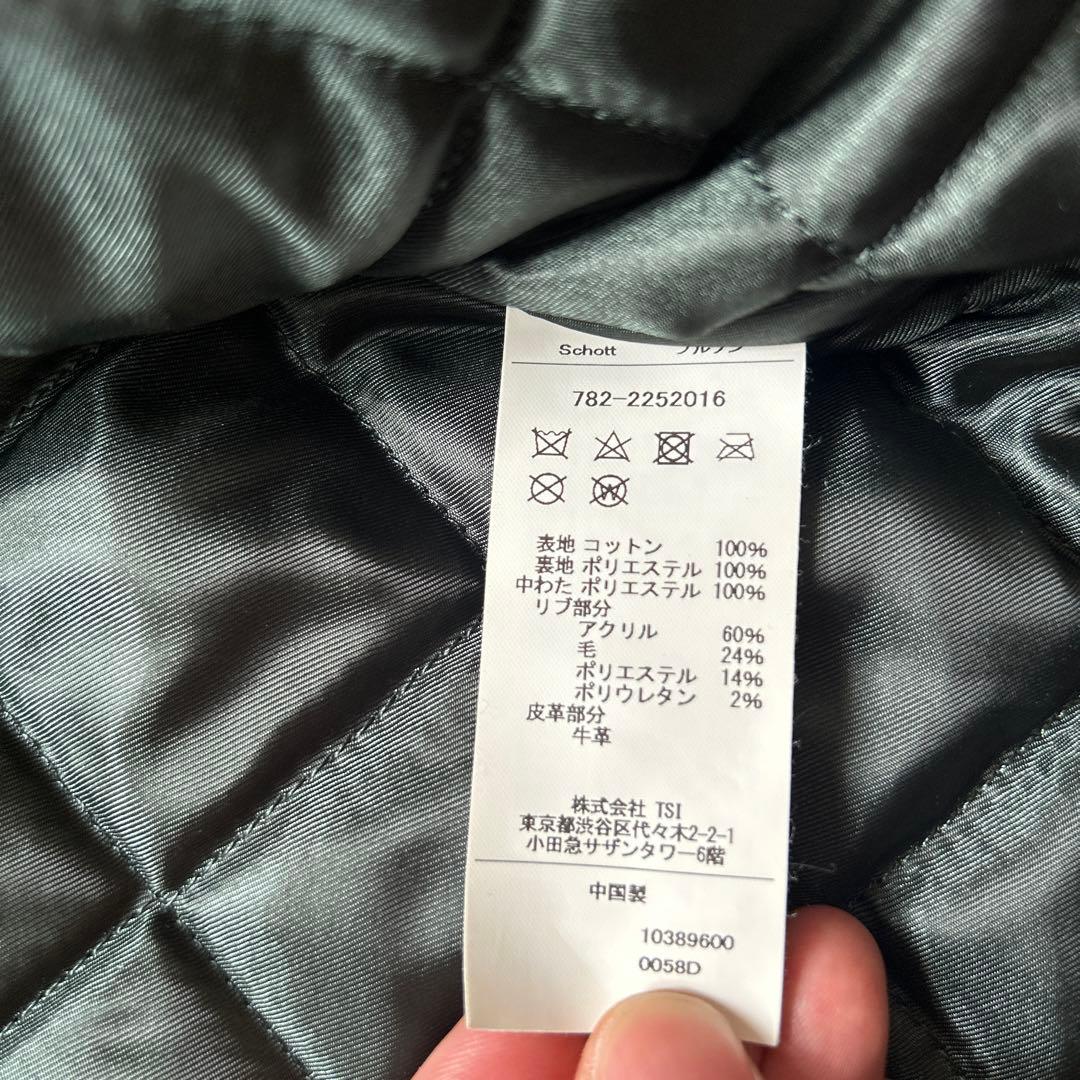 Schott ブルゾン
782-2252016
表地 コットン 100%
裏地 ポリエステル 100%
中わた ポリエステル 100%
リブ部分
アクリル 60%
毛 24%
ポリエステル 14%
ポリウレタン 2%
皮革部分
牛革
株式会社 TSI
東京都渋谷区代々木2-2-1
小田急サザンタワー6階
中国製
10389600
0058D